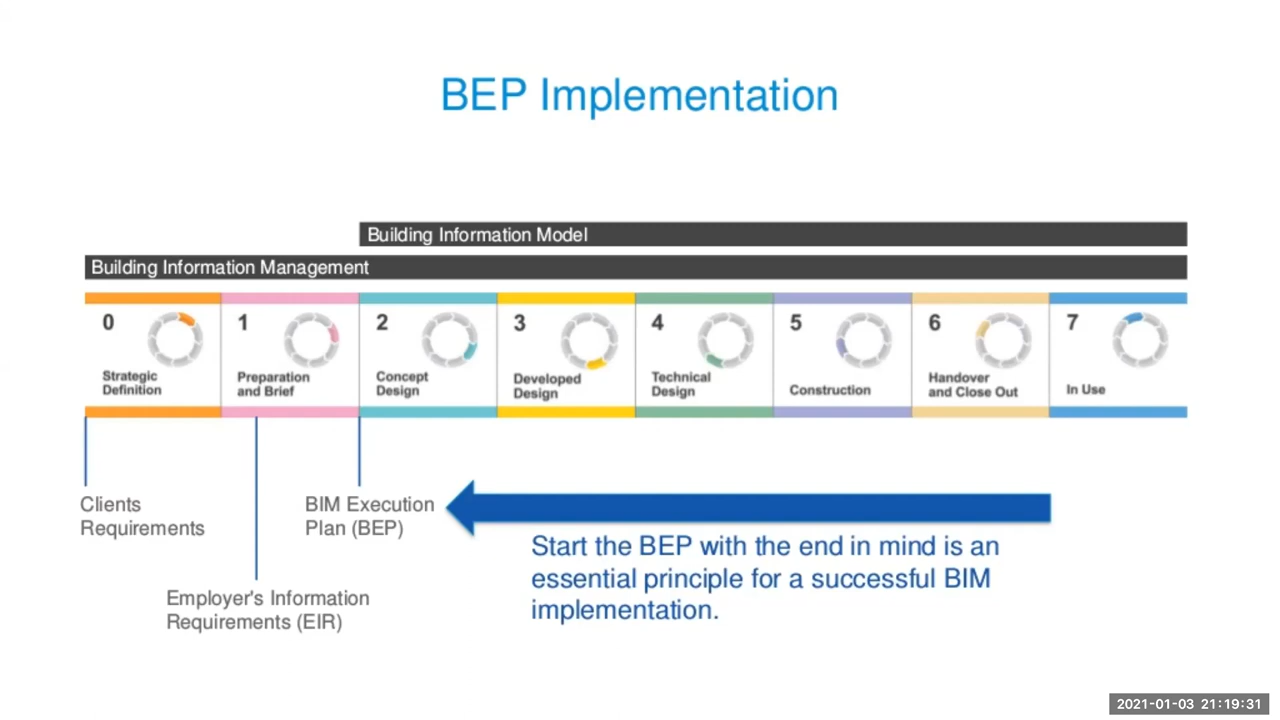 BEP Implementation
Building Information Model
Building Information Management
0
Strategic
Definition
1
Preparation
and Brief
2
Concept
Design
3
Developed
Design
4
Technical
Design
5
Construction
6
Handover
and Close Out
7
In Use
Clients
Requirements
Employer's Information
Requirements (EIR)
BIM Execution
Plan (BEP)
Start the BEP with the end in mind is an
essential principle for a successful BIM
implementation.
2021-01-03 21:19:31